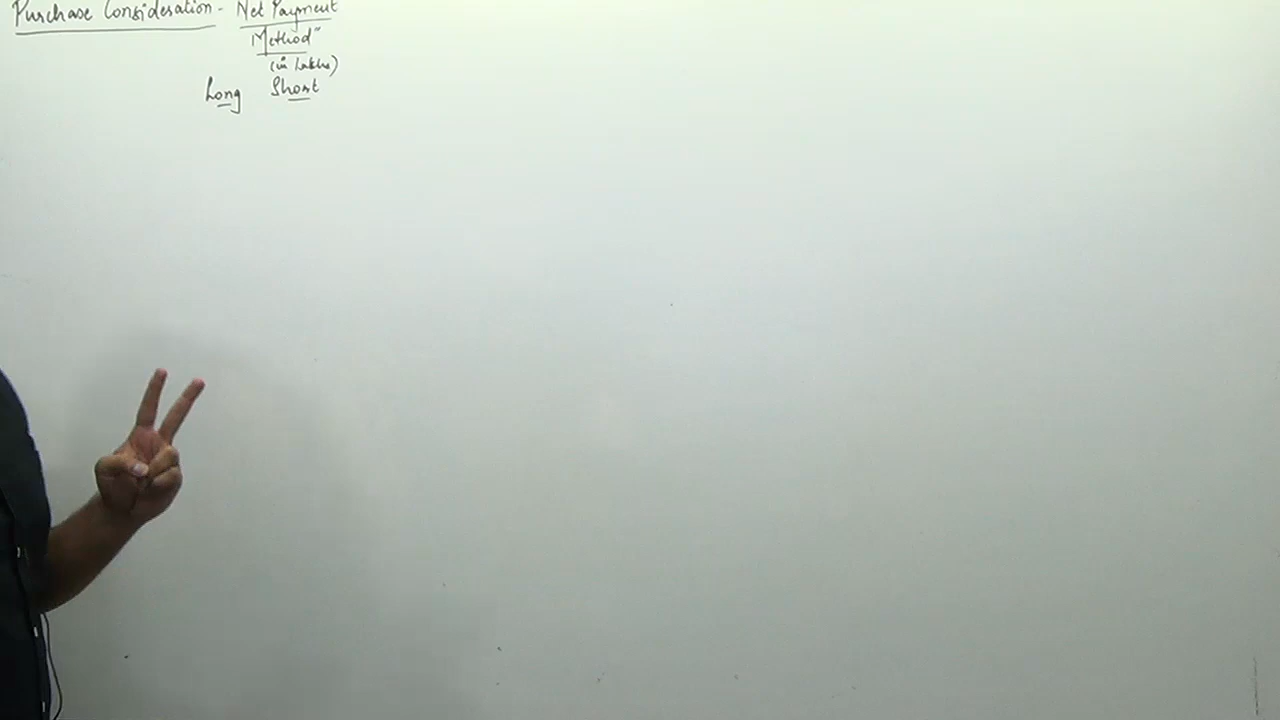 Purchase Consideration - Net Payment
Method"
(in Lakhs)
Long Short